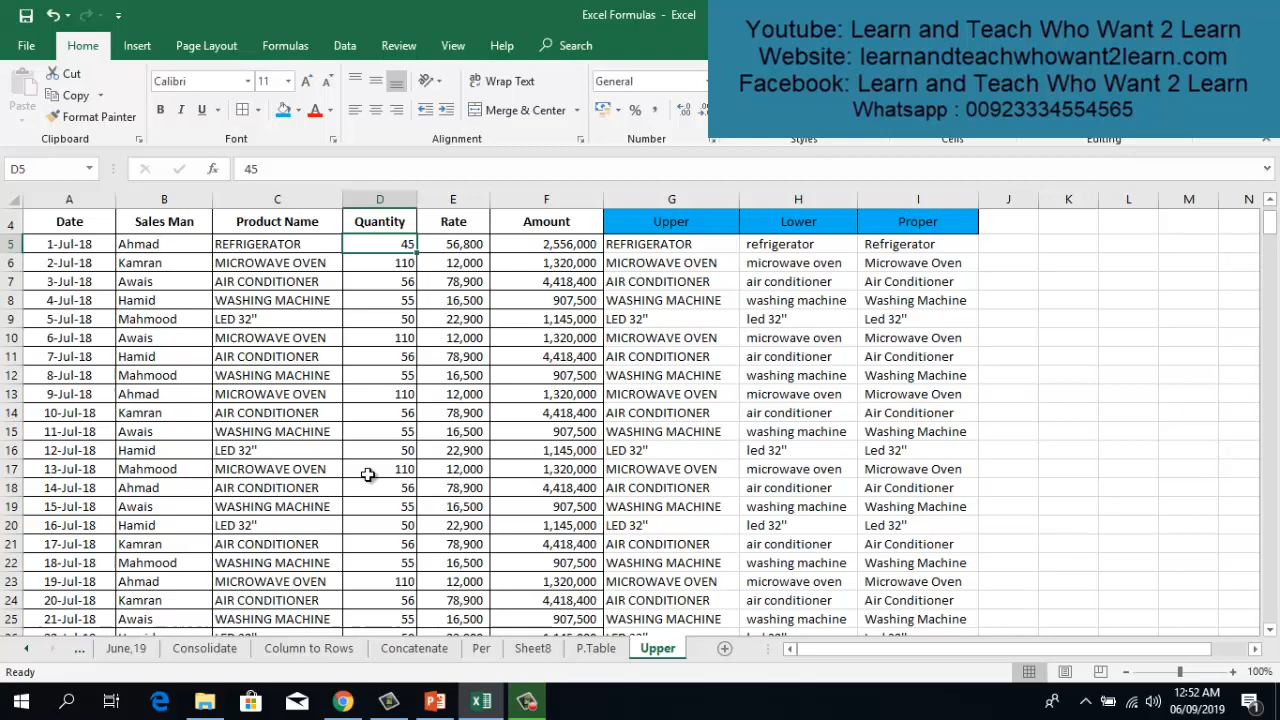 Excel Formulas - Excel
Youtube: Learn and Teach Who Want 2 Learn
Website: learnandteachwhowant2learn.com
Facebook: Learn and Teach Who Want 2 Learn
Whatsapp : 00923334554565
File Home Insert Page Layout Formulas Data Review View Help Search
Paste Cut Copy Format Painter
Calibri 11 B I U Wrap Text Merge & Center General % ,
Clipboard Font Alignment Number Cells Editing
D5 fx 45
A B C D E F G H I J K L M N
4 Date Sales Man Product Name Quantity Rate Amount Upper Lower Proper
5 1-Jul-18 Ahmad REFRIGERATOR 45 56,800 2,556,000 REFRIGERATOR refrigerator Refrigerator
6 2-Jul-18 Kamran MICROWAVE OVEN 110 12,000 1,320,000 MICROWAVE OVEN microwave oven Microwave Oven
7 3-Jul-18 Awais AIR CONDITIONER 56 78,900 4,418,400 AIR CONDITIONER air conditioner Air Conditioner
8 4-Jul-18 Hamid WASHING MACHINE 55 16,500 907,500 WASHING MACHINE washing machine Washing Machine
9 5-Jul-18 Mahmood LED 32" 50 22,900 1,145,000 LED 32" led 32" Led 32"
10 6-Jul-18 Awais MICROWAVE OVEN 110 12,000 1,320,000 MICROWAVE OVEN microwave oven Microwave Oven
11 7-Jul-18 Hamid AIR CONDITIONER 56 78,900 4,418,400 AIR CONDITIONER air conditioner Air Conditioner
12 8-Jul-18 Mahmood WASHING MACHINE 55 16,500 907,500 WASHING MACHINE washing machine Washing Machine
13 9-Jul-18 Ahmad MICROWAVE OVEN 110 12,000 1,320,000 MICROWAVE OVEN microwave oven Microwave Oven
14 10-Jul-18 Kamran AIR CONDITIONER 56 78,900 4,418,400 AIR CONDITIONER air conditioner Air Conditioner
15 11-Jul-18 Awais WASHING MACHINE 55 16,500 907,500 WASHING MACHINE washing machine Washing Machine
16 12-Jul-18 Hamid LED 32" 50 22,900 1,145,000 LED 32" led 32" Led 32"
17 13-Jul-18 Mahmood MICROWAVE OVEN 110 12,000 1,320,000 MICROWAVE OVEN microwave oven Microwave Oven
18 14-Jul-18 Ahmad AIR CONDITIONER 56 78,900 4,418,400 AIR CONDITIONER air conditioner Air Conditioner
19 15-Jul-18 Awais WASHING MACHINE 55 16,500 907,500 WASHING MACHINE washing machine Washing Machine
20 16-Jul-18 Hamid LED 32" 50 22,900 1,145,000 LED 32" led 32" Led 32"
21 17-Jul-18 Kamran AIR CONDITIONER 56 78,900 4,418,400 AIR CONDITIONER air conditioner Air Conditioner
22 18-Jul-18 Mahmood WASHING MACHINE 55 16,500 907,500 WASHING MACHINE washing machine Washing Machine
23 19-Jul-18 Ahmad MICROWAVE OVEN 110 12,000 1,320,000 MICROWAVE OVEN microwave oven Microwave Oven
24 20-Jul-18 Kamran AIR CONDITIONER 56 78,900 4,418,400 AIR CONDITIONER air conditioner Air Conditioner
25 21-Jul-18 Awais WASHING MACHINE 55 16,500 907,500 WASHING MACHINE washing machine Washing Machine
... June,19 Consolidate Column to Rows Concatenate Per Sheet8 P.Table Upper
Ready 100%
12:52 AM
06/09/2019